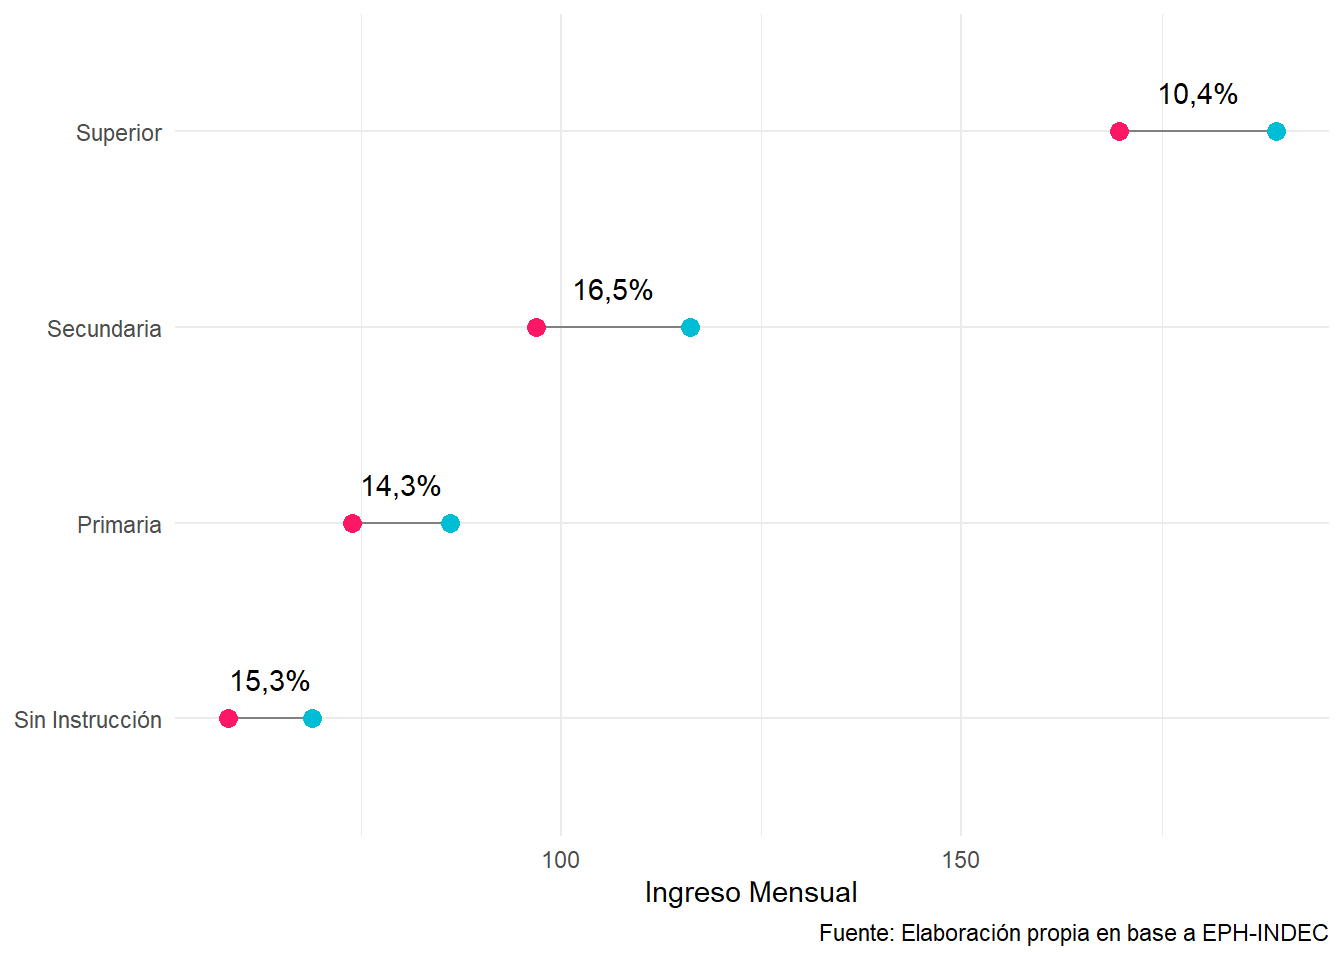 10,4%
Superior
16,5%
Secundaria
14,3%
Primaria
15,3%
Sin Instrucción
100
150
Ingreso Mensual
Fuente: Elaboración propia en base a EPH-INDEC